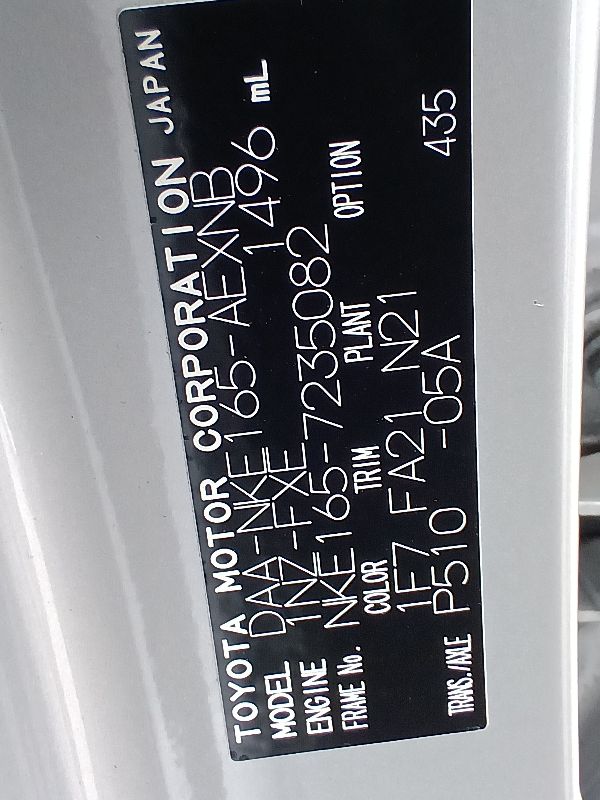 TOYOTA MOTOR CORPORATION JAPAN
MODEL DAA-NKE165-AEXNB
ENGINE 1NZ-FXE 1496 mL
FRAME No. NKE165-7235082
COLOR TRIM PLANT OPTION
1F7 FA21 N21
TRANS./AXLE P510 -05A 435